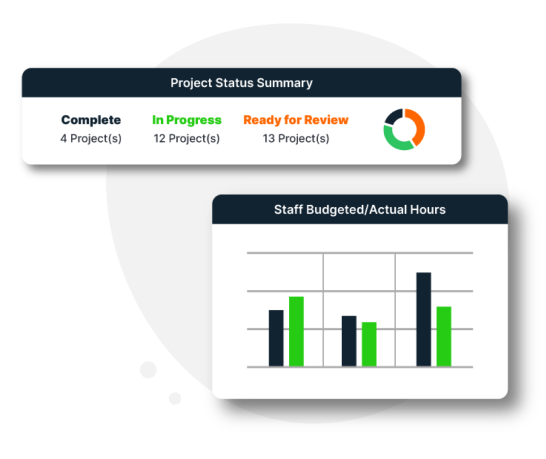 Project Status Summary
Complete In Progress Ready for Review
4 Project(s) 12 Project(s) 13 Project(s)
Staff Budgeted/Actual Hours